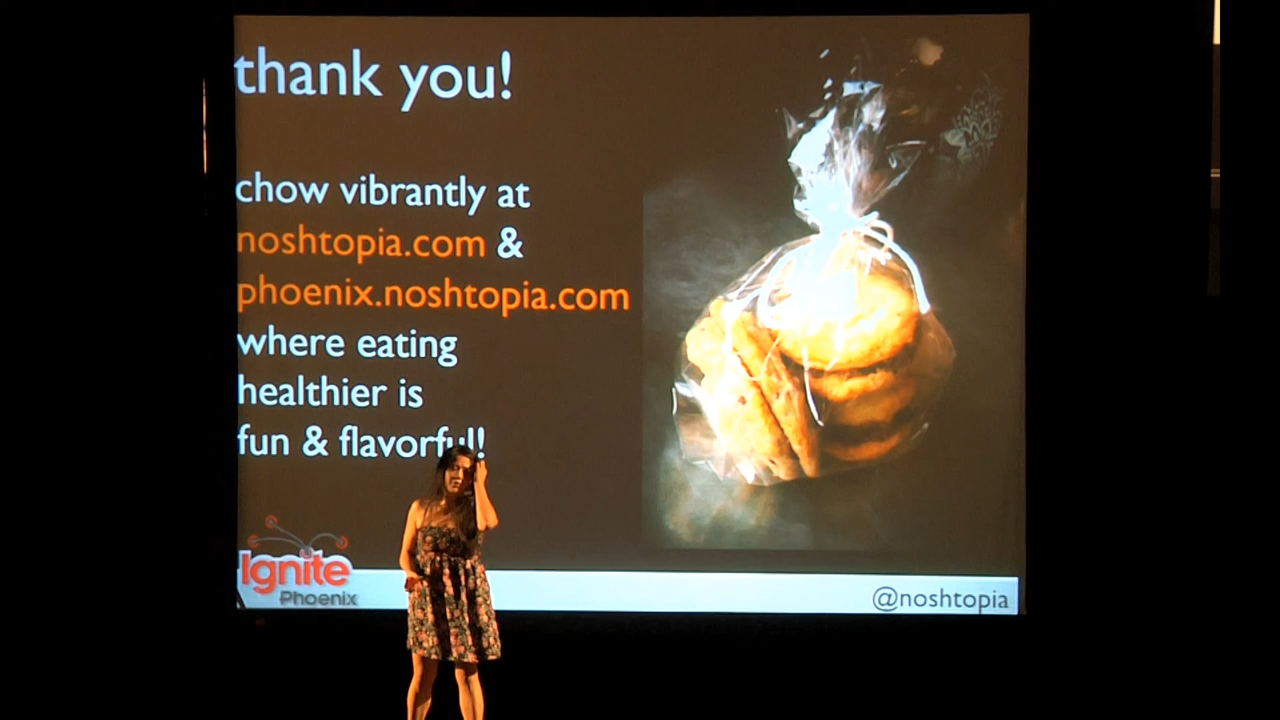 thank you!
chow vibrantly at
noshtopia.com &
phoenix.noshtopia.com
where eating
healthier is
fun & flavorful!
Ignite
Phoenix
@noshtopia